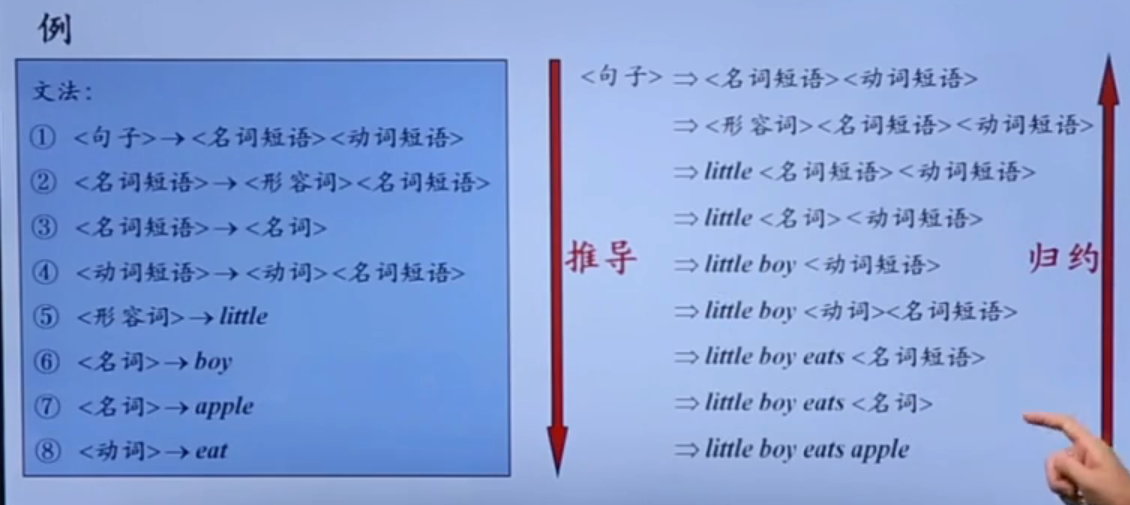 例
文法:
① <句子>→<名词短语><动词短语>
② <名词短语>→<形容词><名词短语>
③ <名词短语>→<名词>
④ <动词短语>→<动词><名词短语>
⑤ <形容词>→little
⑥ <名词>→boy
⑦ <名词>→apple
⑧ <动词>→eat
推导
<句子> ⇒ <名词短语><动词短语>
⇒ <形容词><名词短语><动词短语>
⇒ little <名词短语><动词短语>
⇒ little <名词><动词短语>
⇒ little boy <动词短语>
⇒ little boy <动词><名词短语>
⇒ little boy eats <名词短语>
⇒ little boy eats <名词>
⇒ little boy eats apple
归约